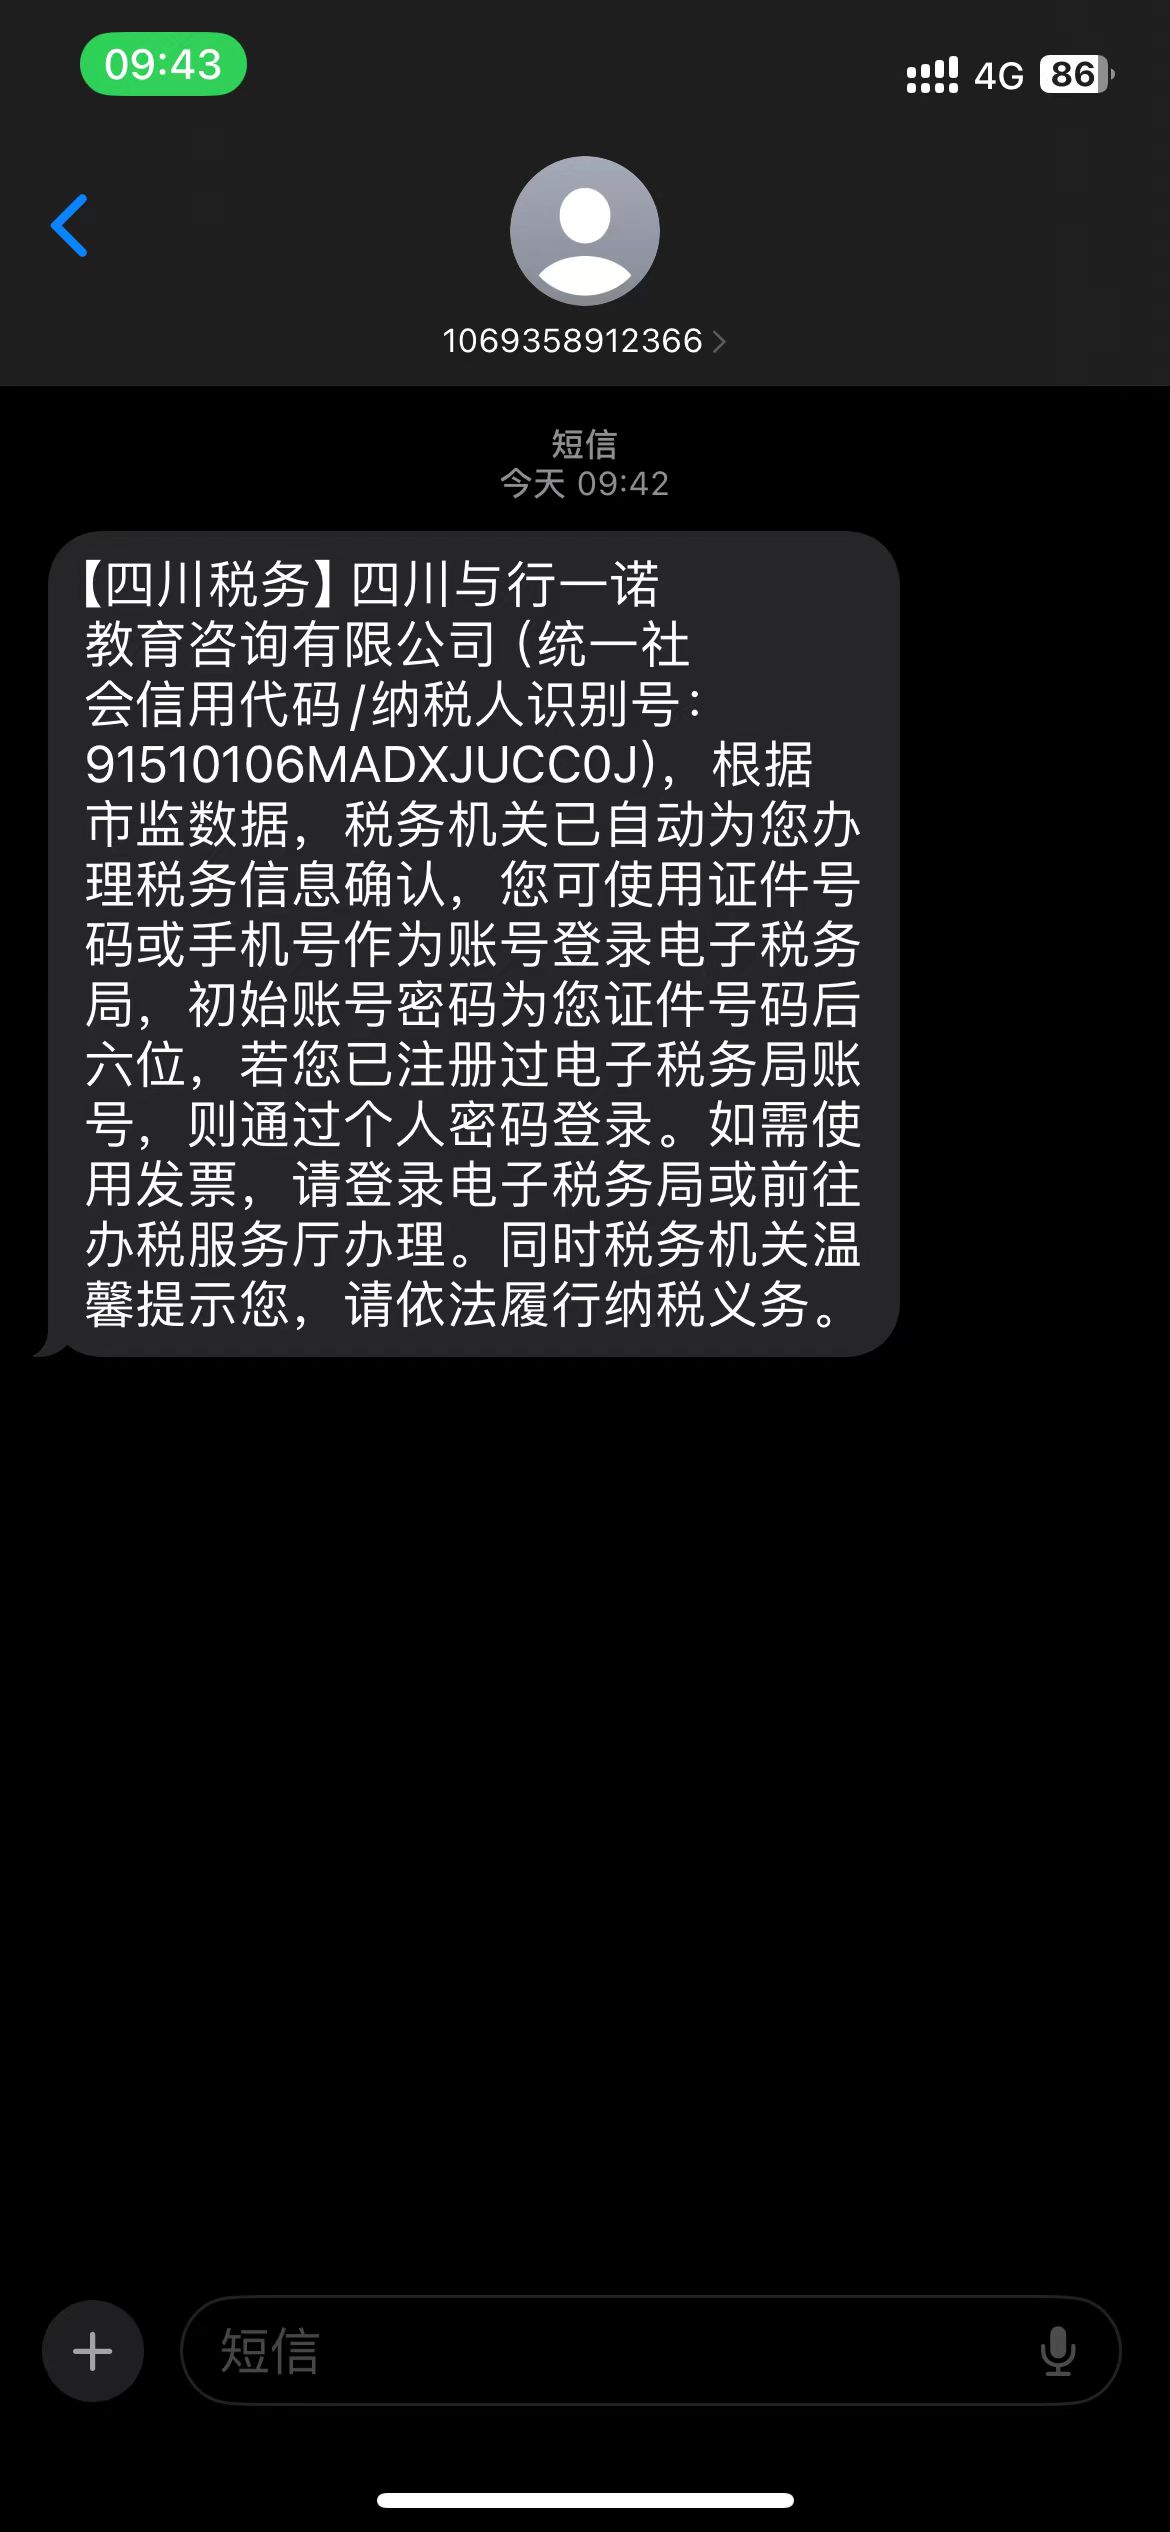 09:43
4G 86
1069358912366
短信
今天 09:42
【四川税务】四川与行一诺
教育咨询有限公司（统一社
会信用代码/纳税人识别号：
91510106MADXJUCC0J），根据
市监数据，税务机关已自动为您办
理税务信息确认，您可使用证件号
码或手机号作为账号登录电子税务
局，初始账号密码为您证件号码后
六位，若您已注册过电子税务局账
号，则通过个人密码登录。如需使
用发票，请登录电子税务局或前往
办税服务厅办理。同时税务机关温
馨提示您，请依法履行纳税义务。
短信